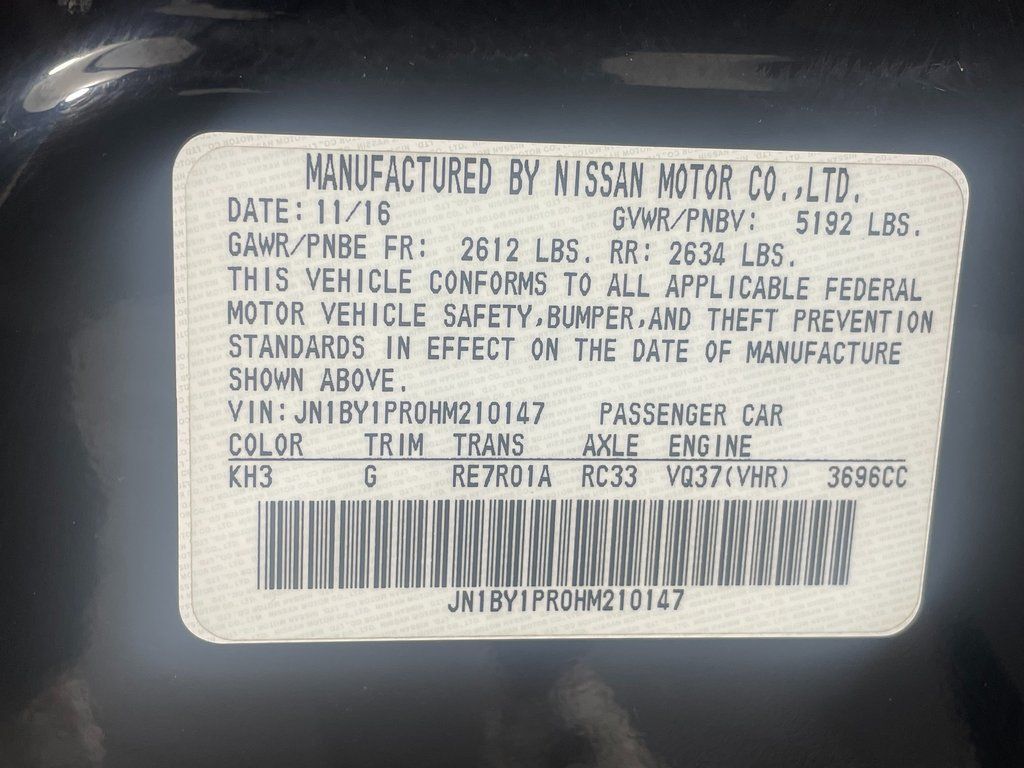 MANUFACTURED BY NISSAN MOTOR CO.,LTD.
DATE: 11/16 GVWR/PNBV: 5192 LBS.
GAWR/PNBE FR: 2612 LBS. RR: 2634 LBS.
THIS VEHICLE CONFORMS TO ALL APPLICABLE FEDERAL
MOTOR VEHICLE SAFETY,BUMPER,AND THEFT PREVENTION
STANDARDS IN EFFECT ON THE DATE OF MANUFACTURE
SHOWN ABOVE.
VIN: JN1BY1PR0HM210147 PASSENGER CAR
COLOR TRIM TRANS AXLE ENGINE
KH3 G RE7R01A RC33 VQ37(VHR) 3696CC
JN1BY1PR0HM210147